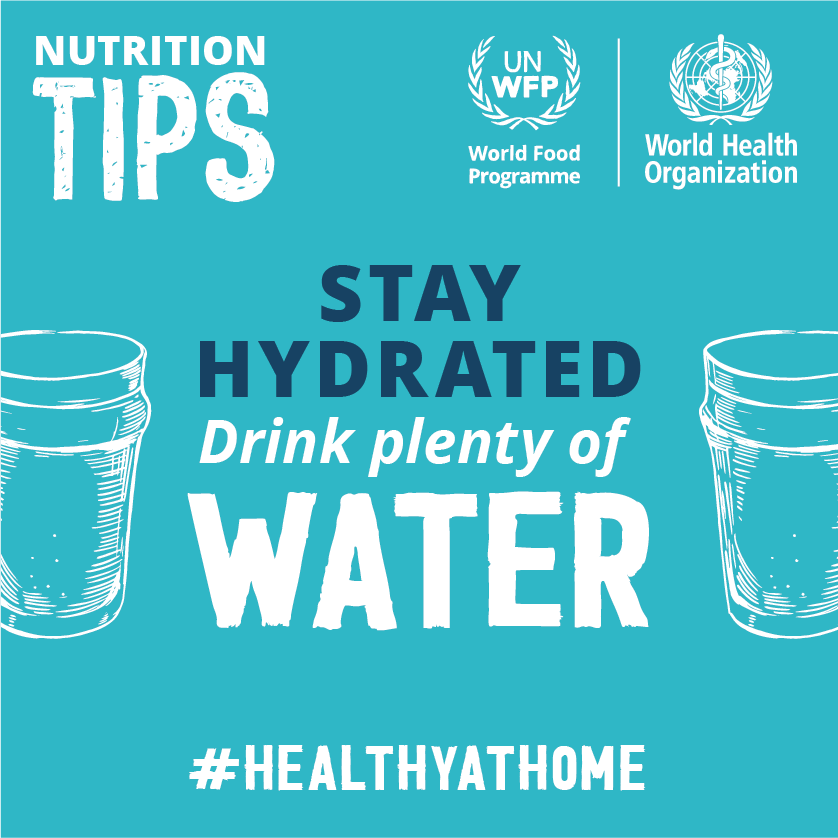 NUTRITION
TIPS
UN
WFP
World Food
Programme
World Health
Organization
STAY
HYDRATED
Drink plenty of
WATER
#HEALTHYATHOME